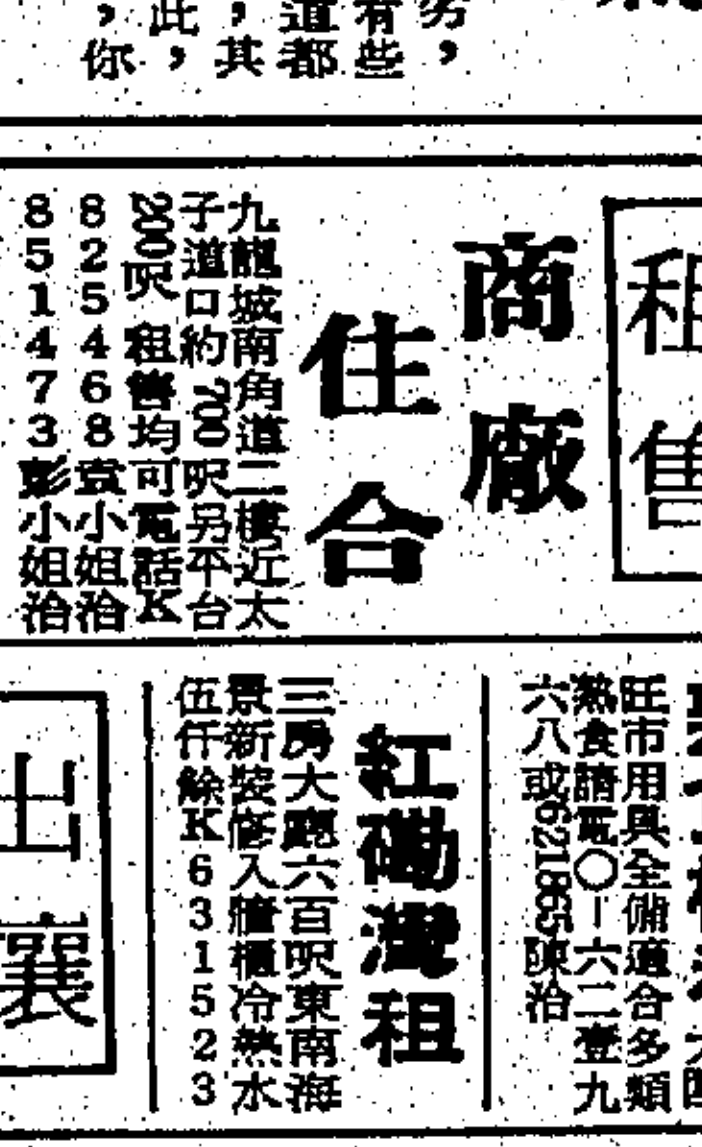 劣，
有些
道都
，其
此，
，你
租售
商廠
住合
九龍城南角道二樓近太
子道口約700呎另平台
200呎租售均可電話K
825468袁小姐洽
851473彭小姐洽
旺市用具全備適合多類
熱食請電〇一六二壹九
六八或621865陳洽
紅磡灣租
三房大廳六百呎東南海
景新裝修入牆櫃冷熱水
伍仟餘K631523
出讓